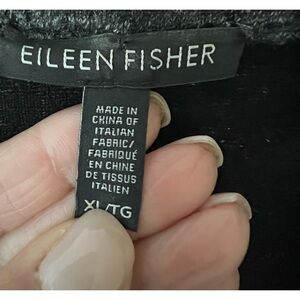 EILEEN FISHER
MADE IN
CHINA OF
ITALIAN
FABRIC/
FABRIQUÉ
EN CHINE
DE TISSUS
ITALIEN
XL/TG